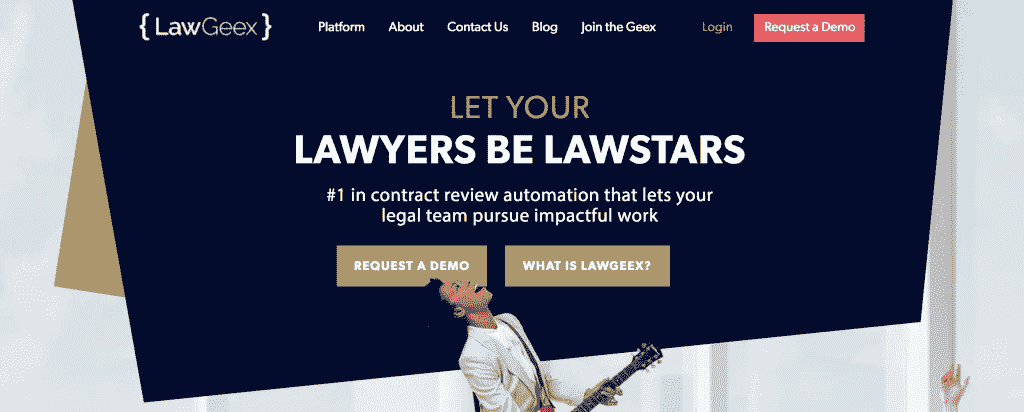 {LawGeex}
Platform
About
Contact Us
Blog
Join the Geex
Login
Request a Demo
LET YOUR
LAWYERS BE LAWSTARS
#1 in contract review automation that lets your
legal team pursue impactful work
REQUEST A DEMO
WHAT IS LAWGEEX?